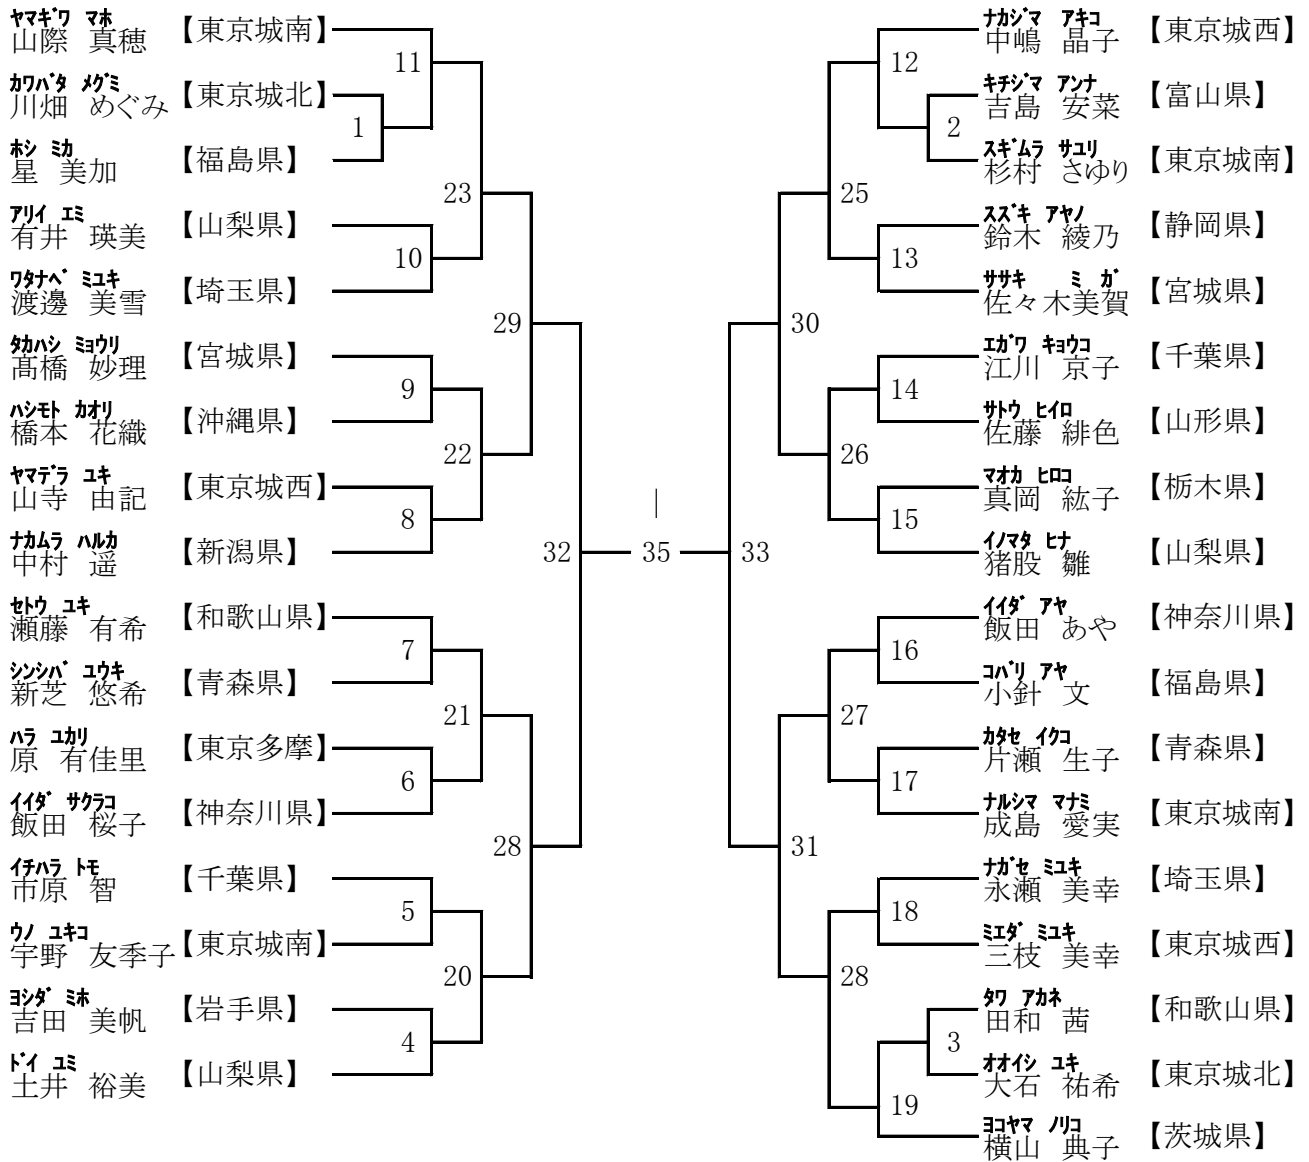 ヤマギワ マホ
山際 真穂 【東京城南】
11
カワバタ メグミ
川畑 めぐみ 【東京城北】
1
ホシ ミカ
星 美加 【福島県】
23
アリイ エミ
有井 瑛美 【山梨県】
10
ワタナベ ミユキ
渡邊 美雪 【埼玉県】
29
タカハシ ミョウリ
髙橋 妙理 【宮城県】
9
ハシモト カオリ
橋本 花織 【沖縄県】
22
ヤマデラ ユキ
山寺 由記 【東京城西】
8
ナカムラ ハルカ
中村 遥 【新潟県】
32
セトウ ユキ
瀬藤 有希 【和歌山県】
7
シンシバ ユウキ
新芝 悠希 【青森県】
21
ハラ ユカリ
原 有佳里 【東京多摩】
6
イイダ サクラコ
飯田 桜子 【神奈川県】
28
イチハラ トモ
市原 智 【千葉県】
5
ウノ ユキコ
宇野 友季子 【東京城南】
20
ヨシダ ミホ
吉田 美帆 【岩手県】
4
ドイ ユミ
土井 裕美 【山梨県】
|
35
ナカジマ アキコ
中嶋 晶子 【東京城西】
12
キチジマ アンナ
吉島 安菜 【富山県】
2
スギムラ サユリ
杉村 さゆり 【東京城南】
25
スズキ アヤノ
鈴木 綾乃 【静岡県】
13
ササキ ミ ガ
佐々木美賀 【宮城県】
30
エガワ キョウコ
江川 京子 【千葉県】
14
サトウ ヒイロ
佐藤 緋色 【山形県】
26
マオカ ヒロコ
真岡 紘子 【栃木県】
15
イノマタ ヒナ
猪股 雛 【山梨県】
33
イイダ アヤ
飯田 あや 【神奈川県】
16
コバリ アヤ
小針 文 【福島県】
27
カタセ イクコ
片瀬 生子 【青森県】
17
ナルシマ マナミ
成島 愛実 【東京城南】
31
ナガセ ミユキ
永瀬 美幸 【埼玉県】
18
ミエダ ミユキ
三枝 美幸 【東京城西】
28
タワ アカネ
田和 茜 【和歌山県】
3
オオイシ ユキ
大石 祐希 【東京城北】
19
ヨコヤマ ノリコ
横山 典子 【茨城県】